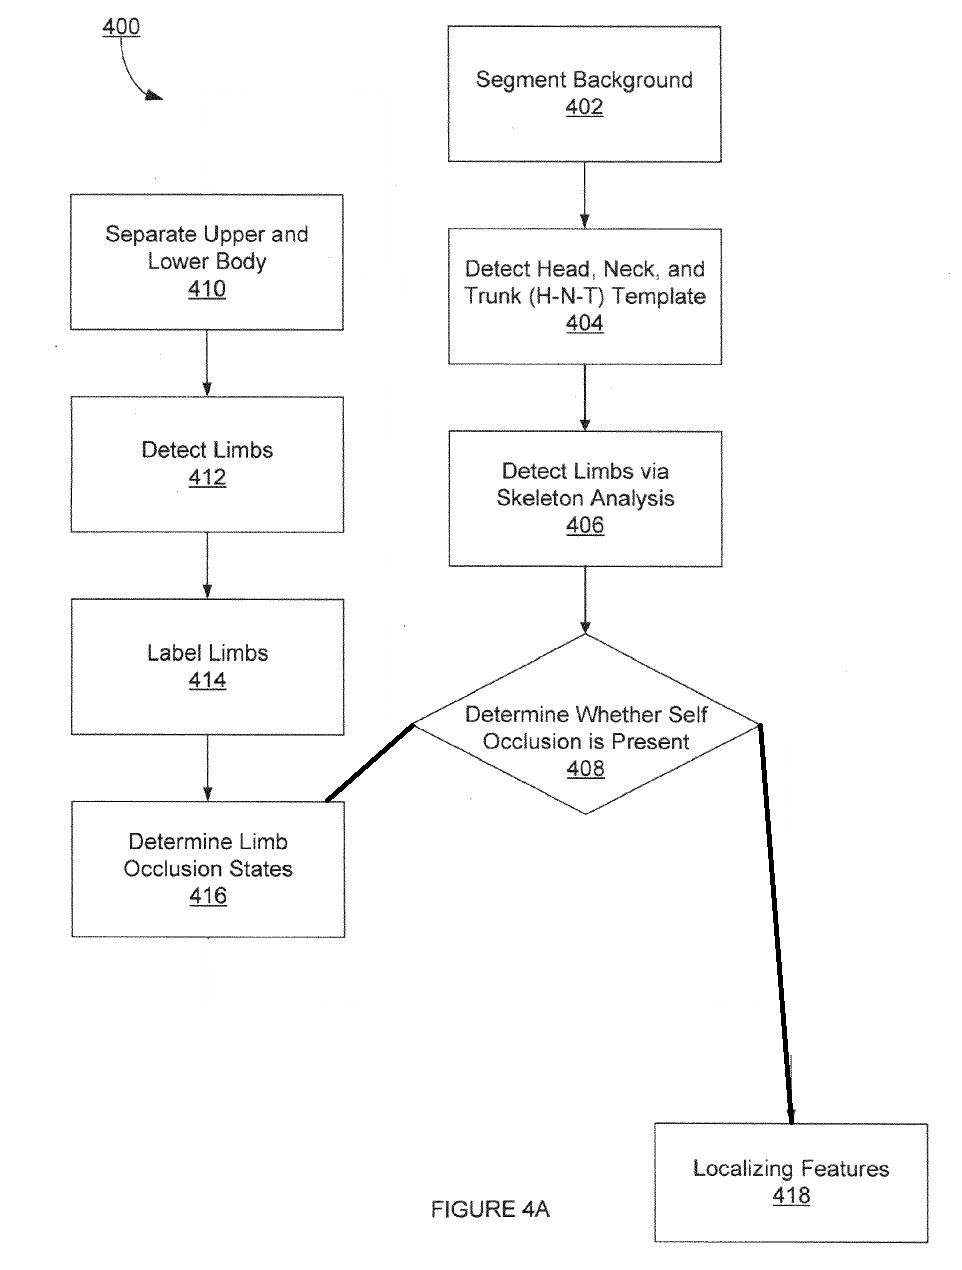 400
Segment Background
402
Separate Upper and
Lower Body
410
Detect Head, Neck, and
Trunk (H-N-T) Template
404
Detect Limbs
412
Detect Limbs via
Skeleton Analysis
406
Label Limbs
414
Determine Whether Self
Occlusion is Present
408
Determine Limb
Occlusion States
416
Localizing Features
418
FIGURE 4A